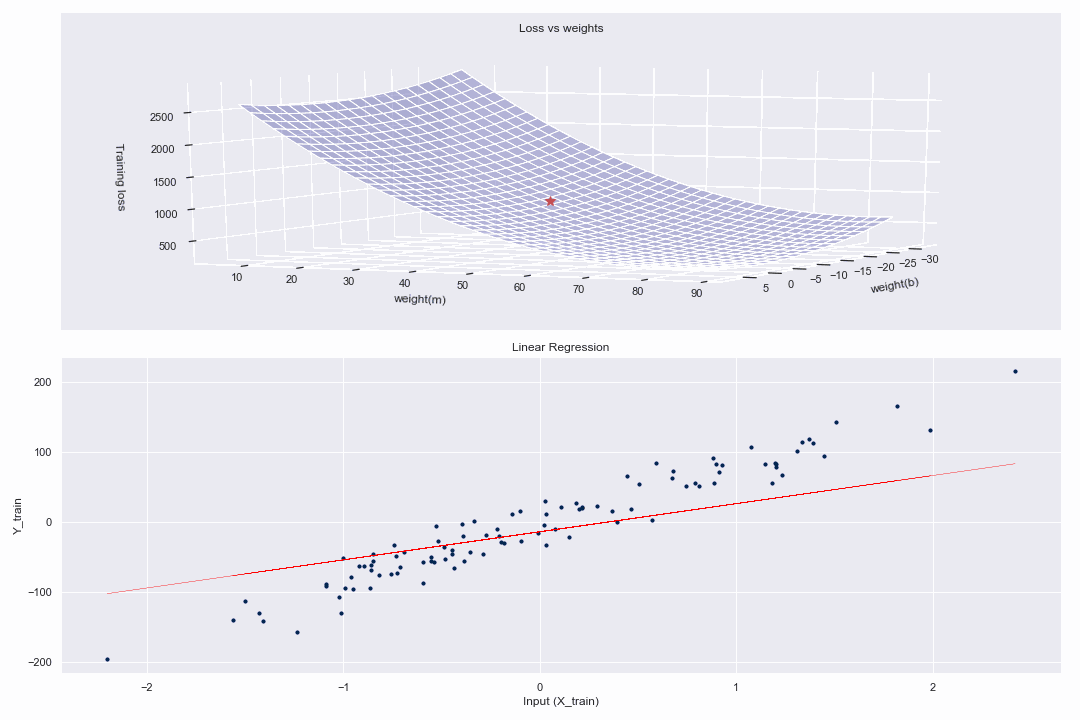 Loss vs weights
2500
2000
1500
1000
500
Training loss
10 20 30 40 50 60 70 80 90
weight(m)
5 0 −5 −10 −15 −20 −25 −30
weight(b)
Linear Regression
200
100
0
−100
−200
Y_train
−2 −1 0 1 2
Input (X_train)